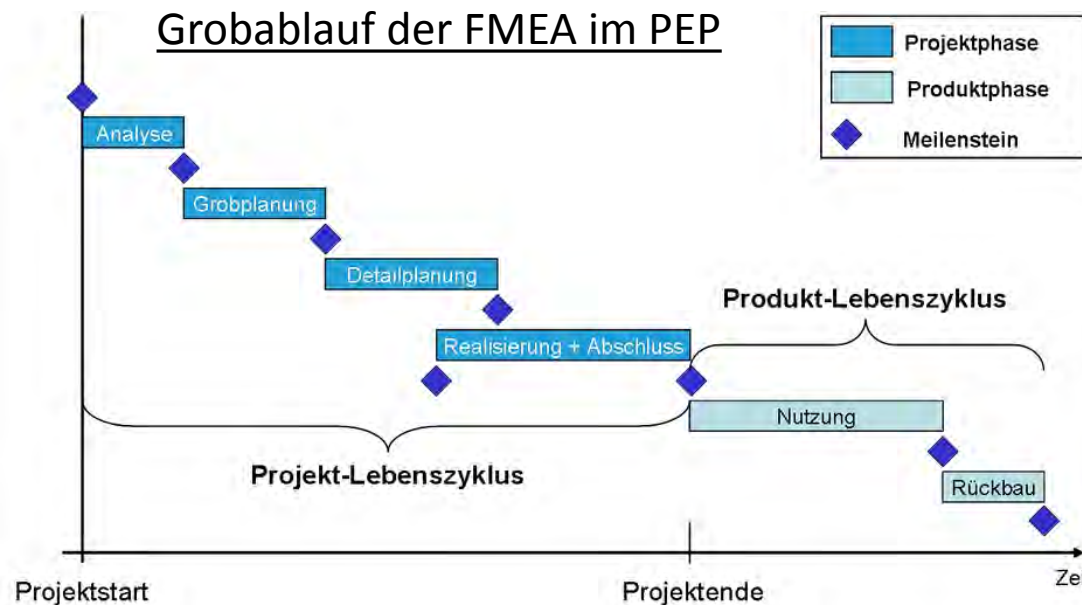 Grobablauf der FMEA im PEP
Projektphase
Produktphase
Meilenstein
Analyse
Grobplanung
Detailplanung
Produkt-Lebenszyklus
Realisierung + Abschluss
Nutzung
Projekt-Lebenszyklus
Rückbau
Ze
Projektstart
Projektende